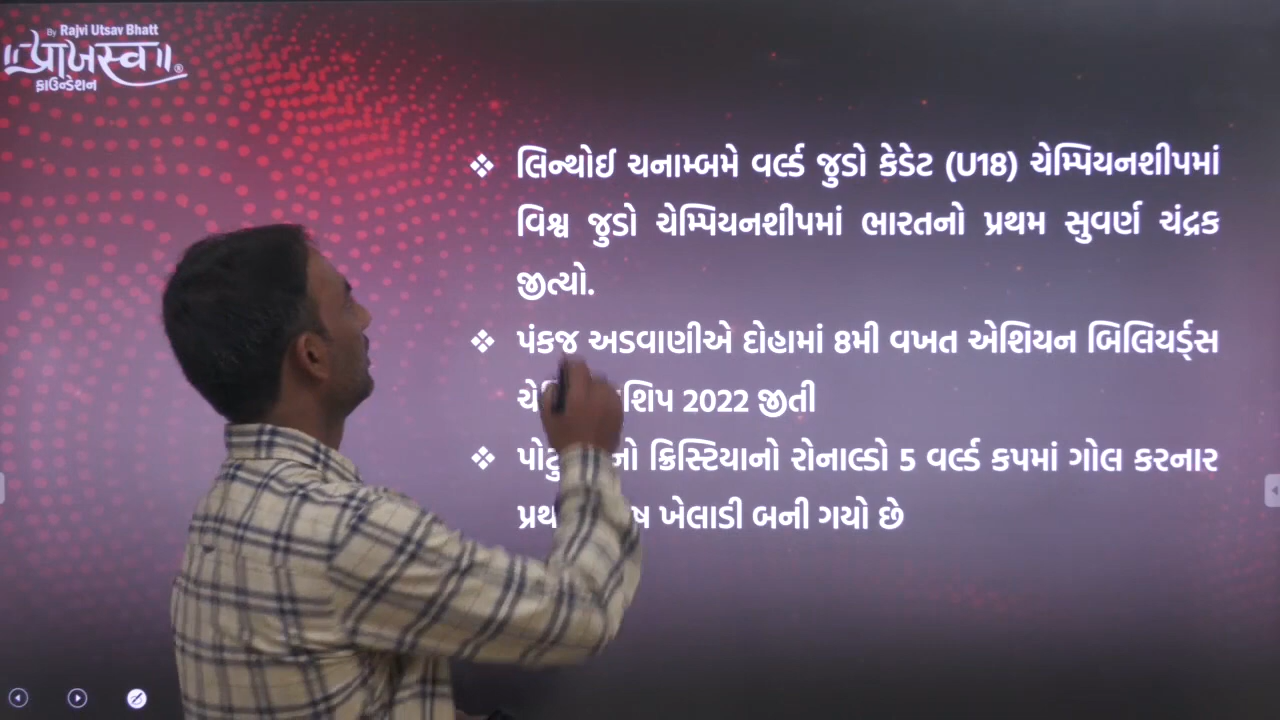 By Rajvi Utsav Bhatt
॥પ્રાખસ્વ॥®
ફાઉન્ડેશન
❖ લિન્થોઈ ચનામ્બમે વર્લ્ડ જુડો કેડેટ (U18) ચેમ્પિયનશીપમાં
વિશ્વ જુડો ચેમ્પિયનશીપમાં ભારતનો પ્રથમ સુવર્ણ ચંદ્રક
જીત્યો.
❖ પંકજ અડવાણીએ દોહામાં 8મી વખત એશિયન બિલિયર્ડ્સ
2022 જીતી
❖ ક્રિસ્ટિયાનો રોનાલ્ડો 5 વર્લ્ડ કપમાં ગોલ કરનાર
ખેલાડી બની ગયો છે